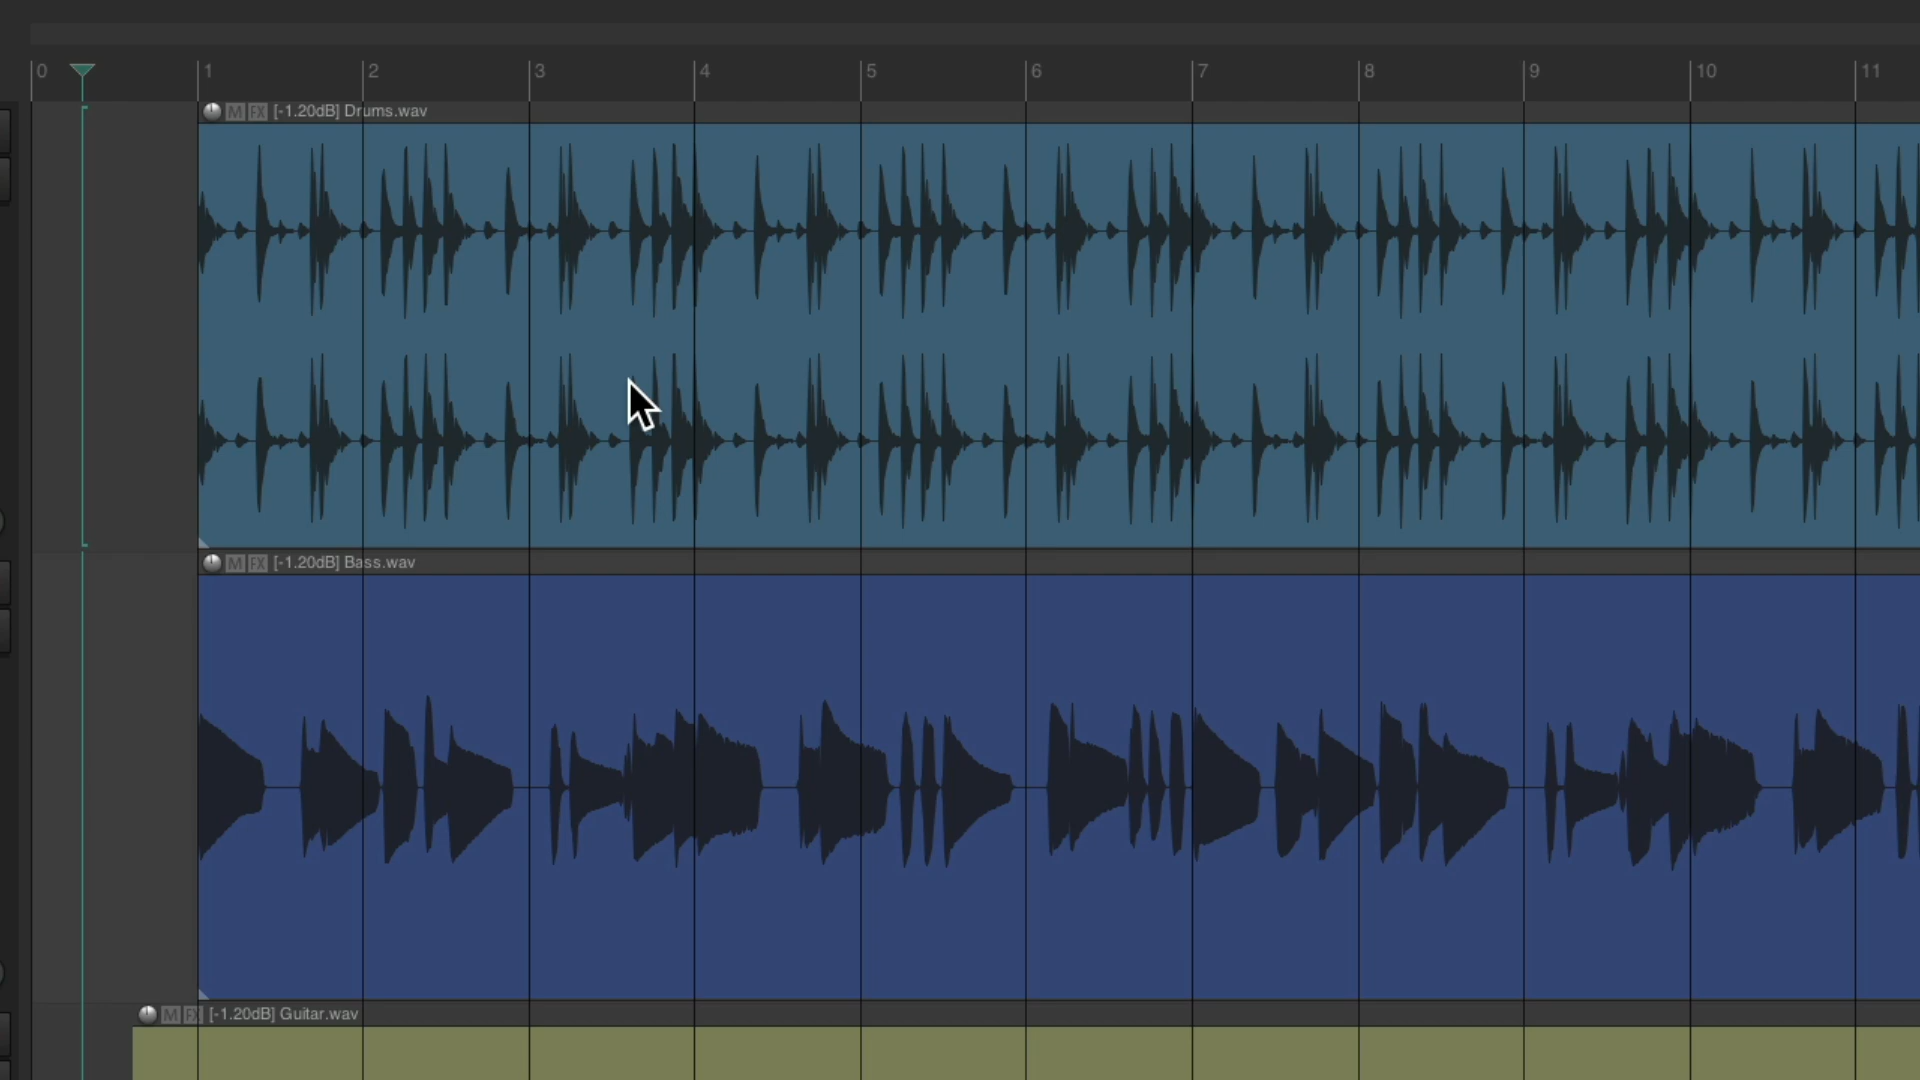 0 1 2 3 4 5 6 7 8 9 10 11
M FX [-1.20dB] Drums.wav
M FX [-1.20dB] Bass.wav
M FX [-1.20dB] Guitar.wav